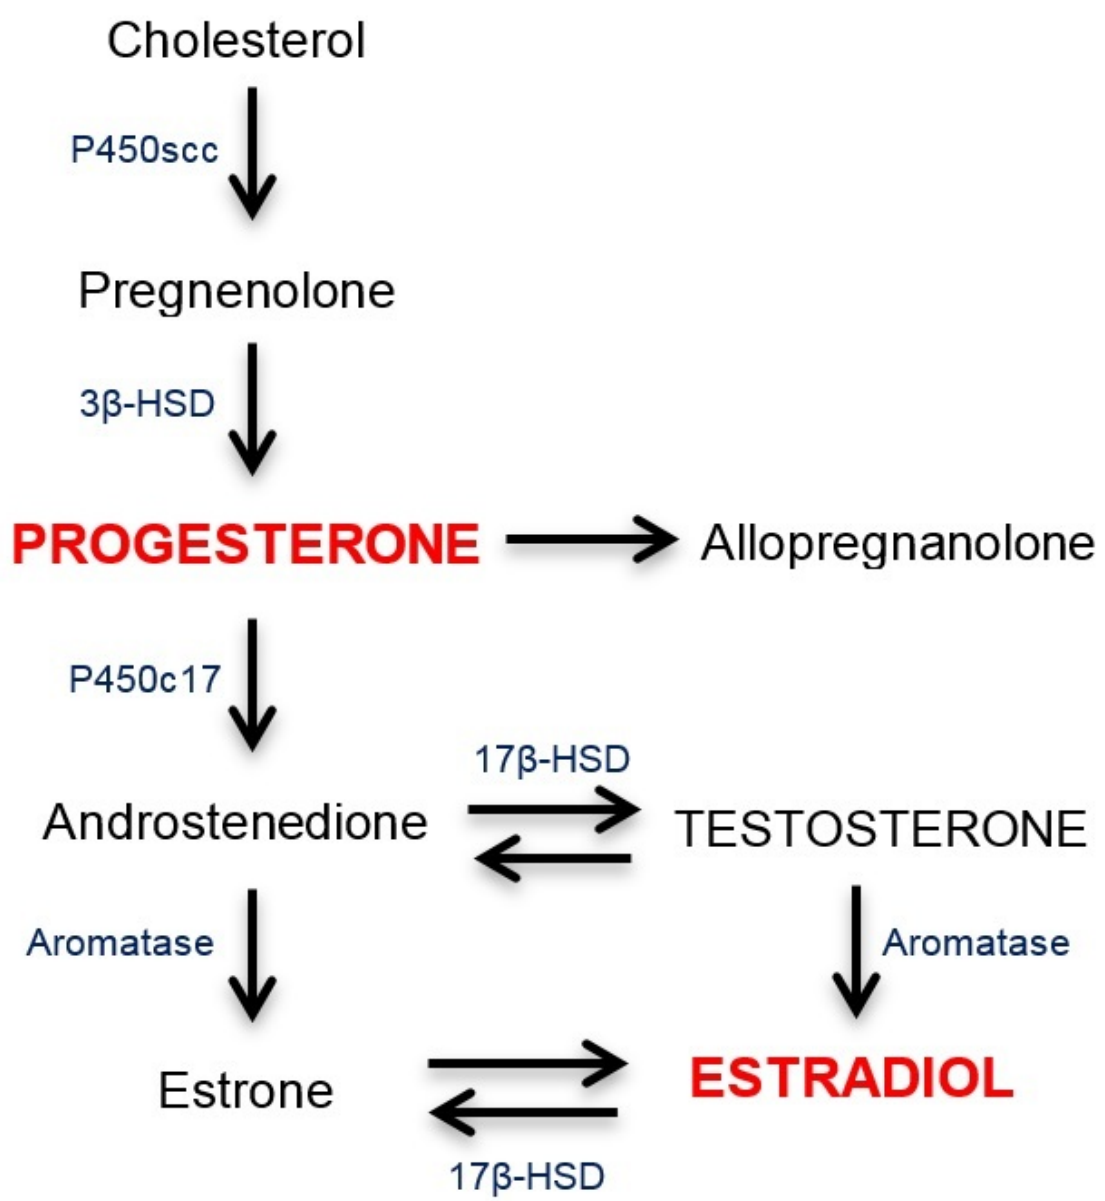 Cholesterol
P450scc
Pregnenolone
3β-HSD
PROGESTERONE
Allopregnanolone
P450c17
17β-HSD
Androstenedione
TESTOSTERONE
Aromatase
Aromatase
Estrone
ESTRADIOL
17β-HSD